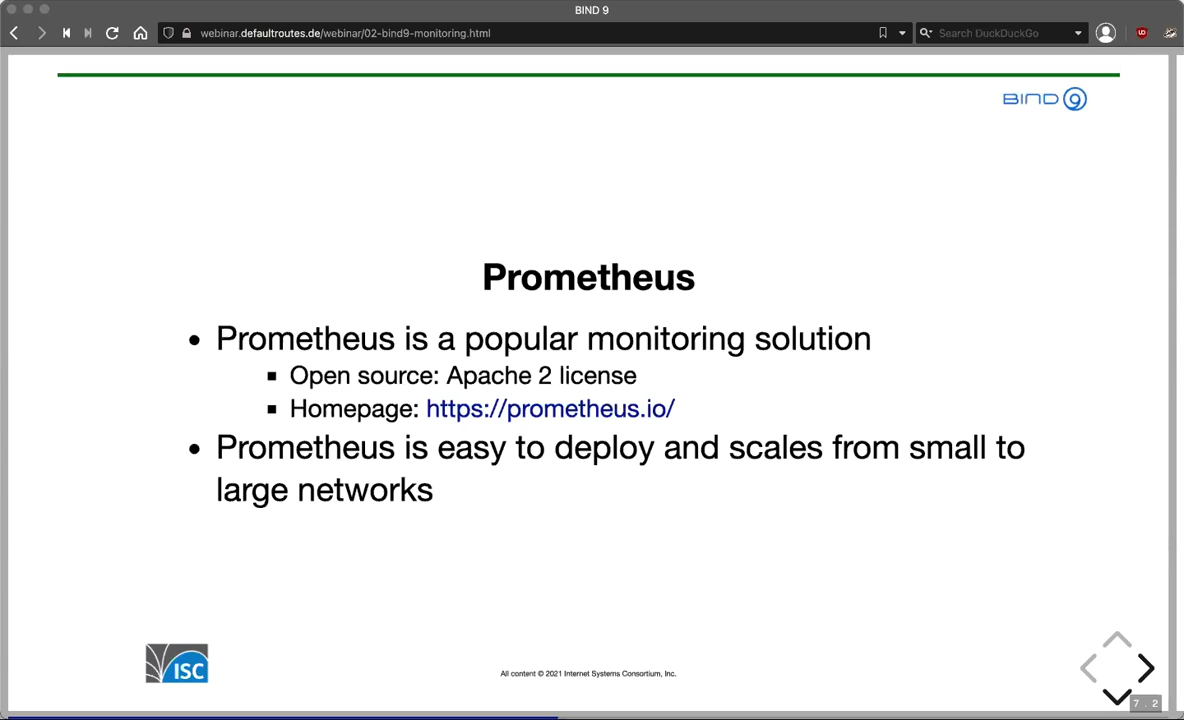 BIND 9
webinar.defaultroutes.de/webinar/02-bind9-monitoring.html
Search DuckDuckGo
BIND 9
Prometheus
• Prometheus is a popular monitoring solution
▪ Open source: Apache 2 license
▪ Homepage: https://prometheus.io/
• Prometheus is easy to deploy and scales from small to
large networks
ISC
All content © 2021 Internet Systems Consortium, Inc.
7 . 2